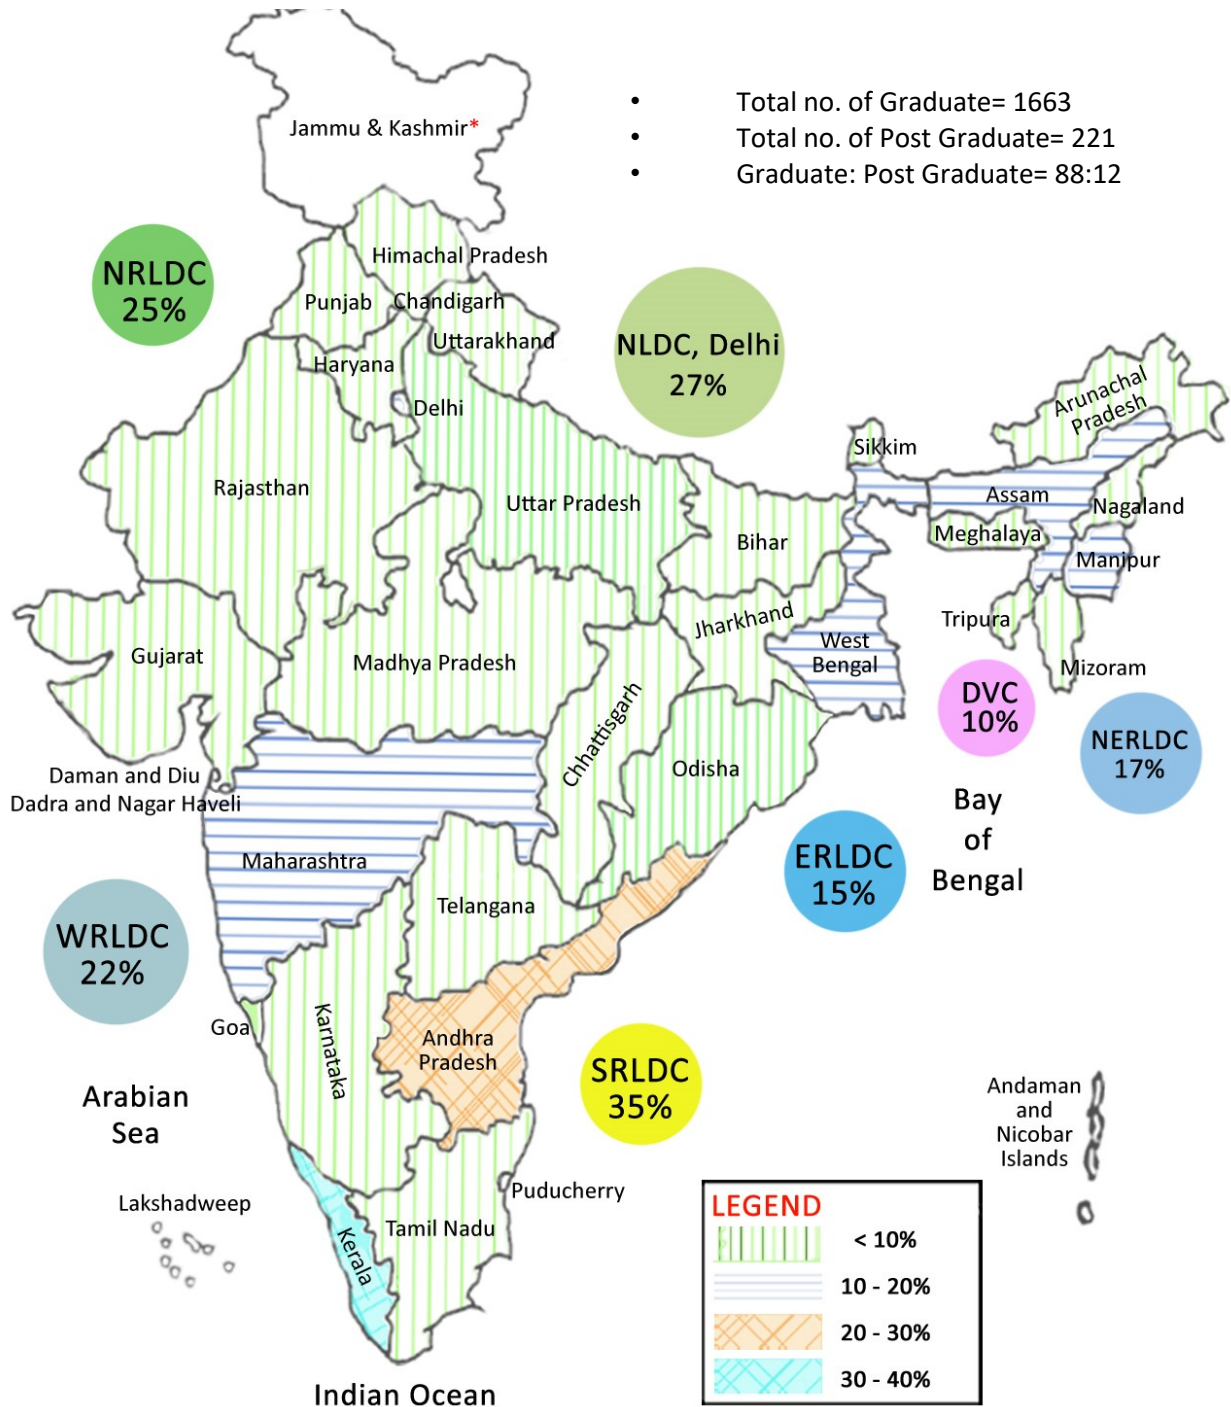 • Total no. of Graduate= 1663
• Total no. of Post Graduate= 221
• Graduate: Post Graduate= 88:12
Jammu & Kashmir*
Himachal Pradesh
NRLDC
25%
Punjab
Chandigarh
Uttarakhand
NLDC, Delhi
27%
Haryana
Delhi
Arunachal
Pradesh
Sikkim
Rajasthan
Uttar Pradesh
Assam
Nagaland
Bihar
Meghalaya
Manipur
Jharkhand
Tripura
West
Bengal
Gujarat
Madhya Pradesh
Mizoram
DVC
10%
NERLDC
17%
Chhattisgarh
Odisha
Daman and Diu
Dadra and Nagar Haveli
Bay
of
Bengal
Maharashtra
ERLDC
15%
Telangana
WRLDC
22%
Goa
Karnataka
Andhra
Pradesh
SRLDC
35%
Arabian
Sea
Andaman
and
Nicobar
Islands
Lakshadweep
Puducherry
Kerala
Tamil Nadu
LEGEND
< 10%
10 - 20%
20 - 30%
30 - 40%
Indian Ocean